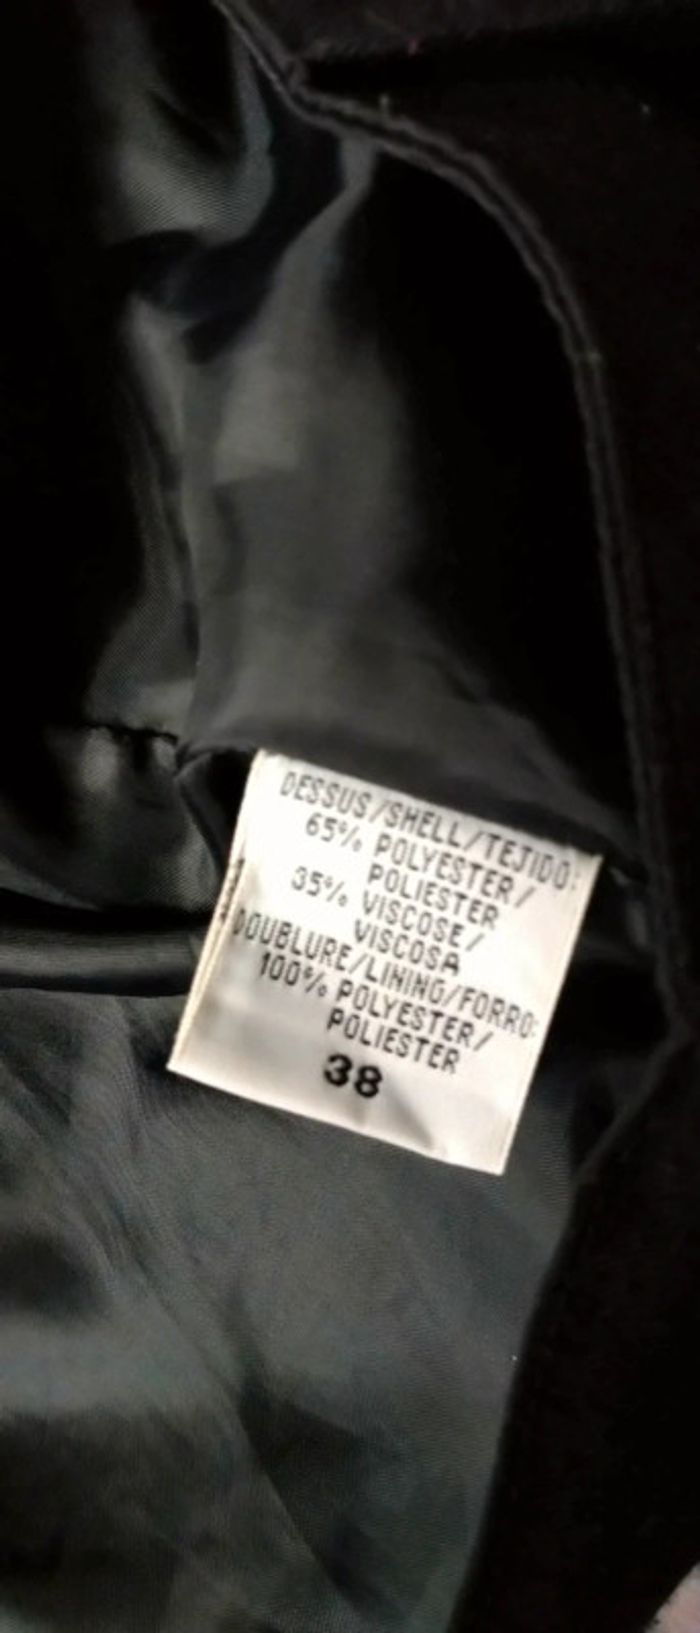 DESSUS/SHELL/TEJIDO:
65% POLYESTER/
POLIESTER
35% VISCOSE/
VISCOSA
DOUBLURE/LINING/FORRO:
100% POLYESTER/
POLIESTER
38